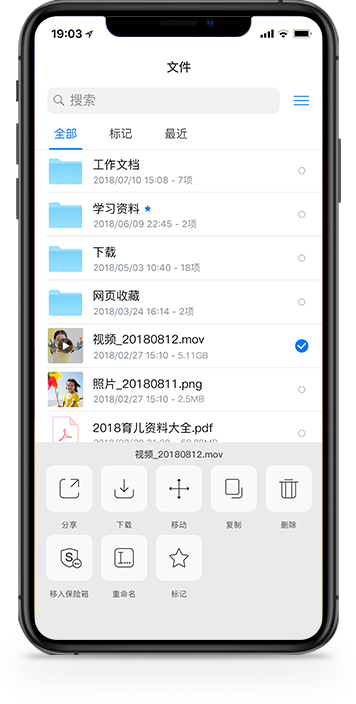 19:03
文件
搜索
全部 标记 最近
工作文档
2018/07/10 15:08 - 7项
学习资料
2018/06/09 22:45 - 2项
下载
2018/05/03 10:40 - 18项
网页收藏
2018/03/24 16:14 - 2项
视频_20180812.mov
2018/02/27 15:10 - 5.11GB
照片_20180811.png
2018/02/27 15:10 - 2.5MB
2018育儿资料大全.pdf
视频_20180812.mov
分享 下载 移动 复制 删除
移入保险箱 重命名 标记